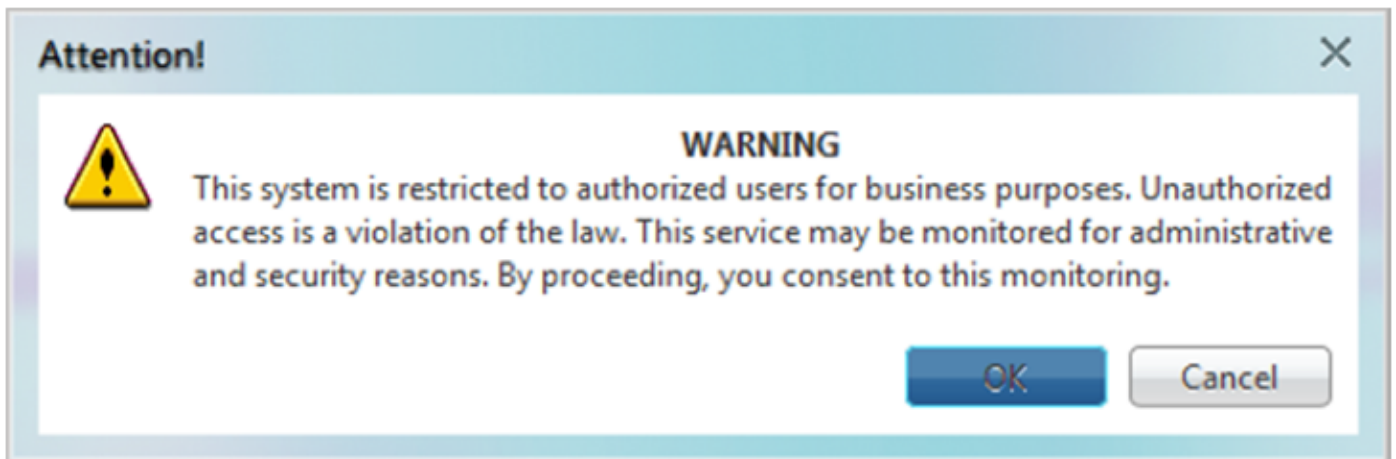 Attention!
WARNING
This system is restricted to authorized users for business purposes. Unauthorized
access is a violation of the law. This service may be monitored for administrative
and security reasons. By proceeding, you consent to this monitoring.
OK Cancel